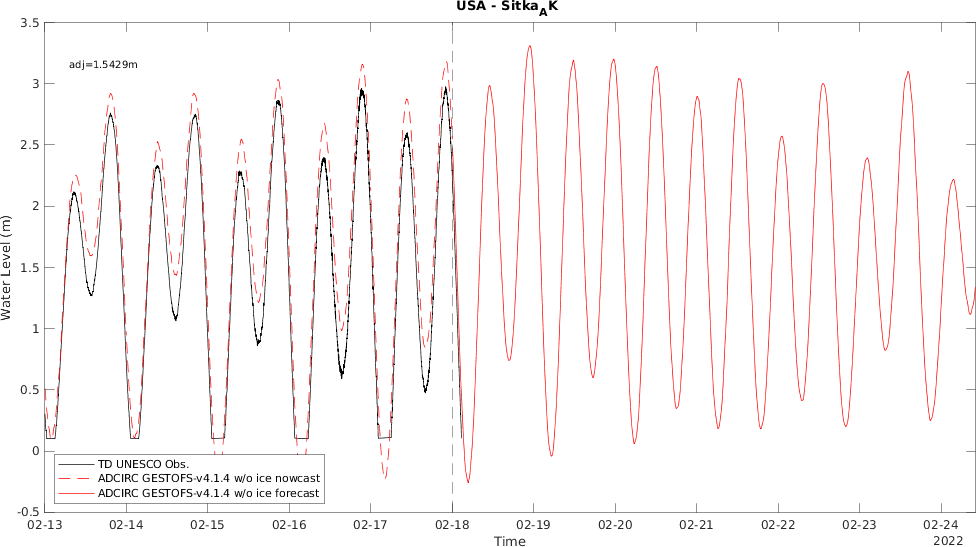 USA - Sitka_AK
adj=1.5429m
3.5
3
2.5
2
1.5
1
0.5
0
-0.5
Water Level (m)
TD UNESCO Obs.
ADCIRC GESTOFS-v4.1.4 w/o ice nowcast
ADCIRC GESTOFS-v4.1.4 w/o ice forecast
02-13 02-14 02-15 02-16 02-17 02-18 02-19 02-20 02-21 02-22 02-23 02-24
Time
2022